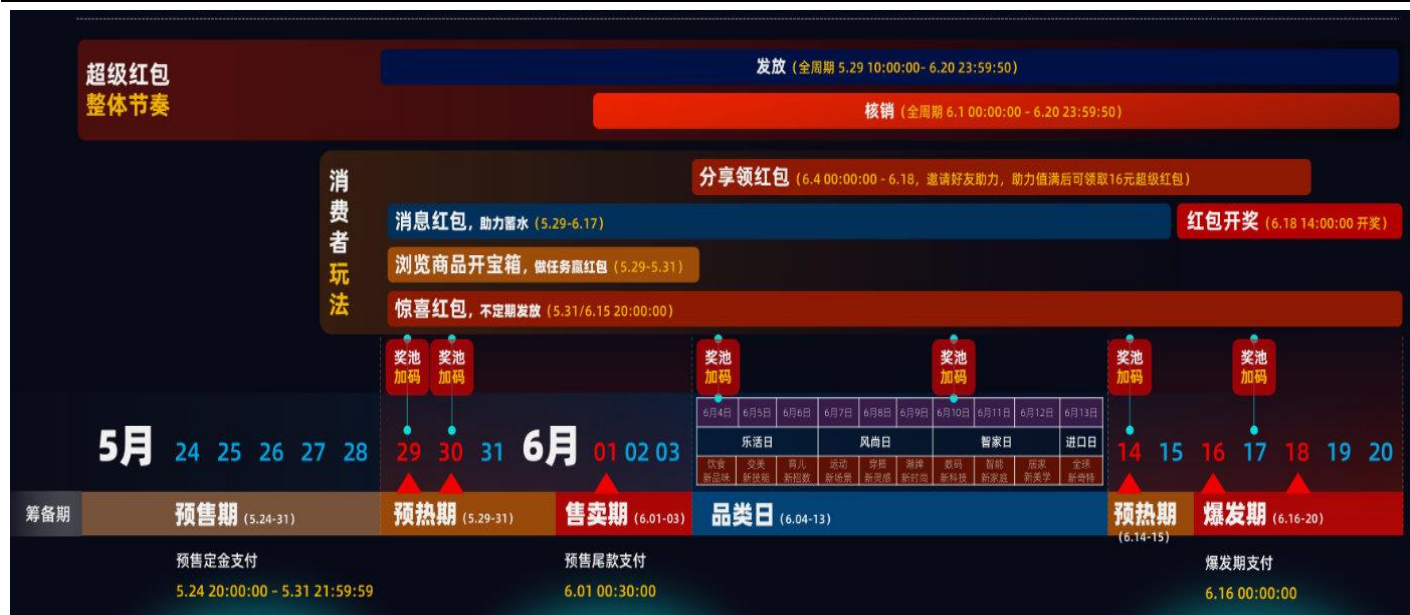 超级红包
整体节奏
发放（全周期 5.29 10:00:00- 6.20 23:59:50）
核销（全周期 6.1 00:00:00 - 6.20 23:59:50）
消费者玩法
分享领红包（6.4 00:00:00 - 6.18，邀请好友助力，助力值满后可领取16元超级红包）
消息红包，助力蓄水（5.29-6.17）
红包开奖（6.18 14:00:00 开奖）
浏览商品开宝箱，做任务赢红包（5.29-5.31）
惊喜红包，不定期发放（5.31/6.15 20:00:00）
奖池 奖池 奖池 奖池 奖池 奖池
加码 加码 加码 加码 加码 加码
6月4日 6月5日 6月6日 6月7日 6月8日 6月9日 6月10日 6月11日 6月12日 6月13日
乐活日 风尚日 智家日 进口日
饮食 交美 育儿 运动 穿搭 潮牌 数码 智能 居家 全球
新品味 新技能 新招数 新场景 新灵感 新时尚 新科技 新家庭 新美学 新奇特
5月 24 25 26 27 28 29 30 31 6月 01 02 03 14 15 16 17 18 19 20
筹备期 预售期（5.24-31） 预热期（5.29-31） 售卖期（6.01-03） 品类日（6.04-13） 预热期 爆发期（6.16-20）
（6.14-15）
预售定金支付 预售尾款支付 爆发期支付
5.24 20:00:00 - 5.31 21:59:59 6.01 00:30:00 6.16 00:00:00